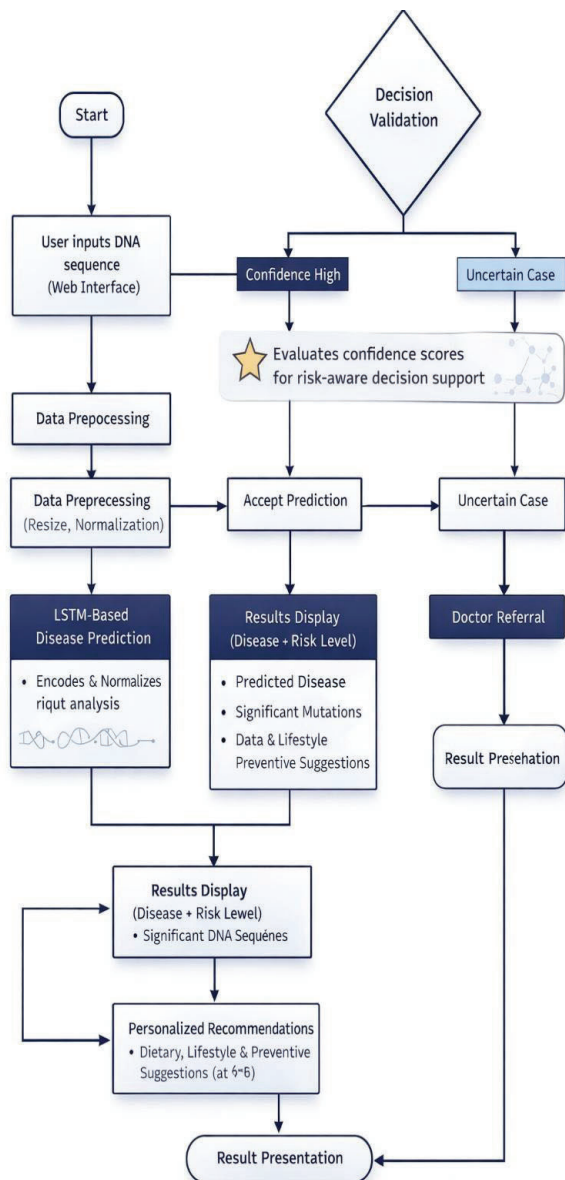 Start
Decision
Validation
User inputs DNA
sequence
(Web Interface)
Confidence High
Uncertain Case
Evaluates confidence scores
for risk-aware decision support
Data Prepocessing
Data Preprecessing
(Resize, Normalization)
Accept Prediction
Uncertain Case
LSTM-Based
Disease Prediction
• Encodes & Normalizes
riqut analysis
Results Display
(Disease + Risk Level)
• Predicted Disease
• Significant Mutations
• Data & Lifestyle
Preventive Suggestions
Doctor Referral
Result Presehation
Results Display
(Disease + Risk Lewel)
• Significant DNA Sequénes
Personalized Recommendations
• Dietary, Lifestyle & Preventive
Suggestions (at
Result Presentation